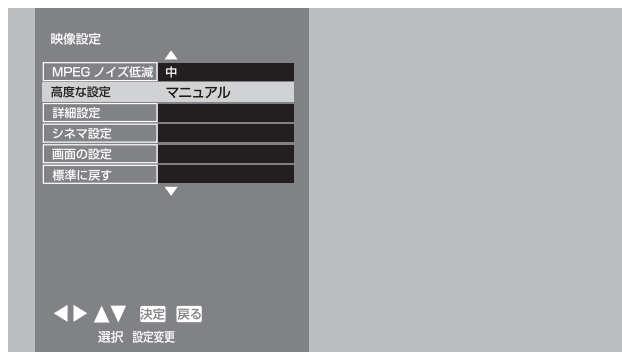 映像設定
MPEG ノイズ低減 中
高度な設定 マニュアル
詳細設定
シネマ設定
画面の設定
標準に戻す
決定 戻る
選択 設定変更